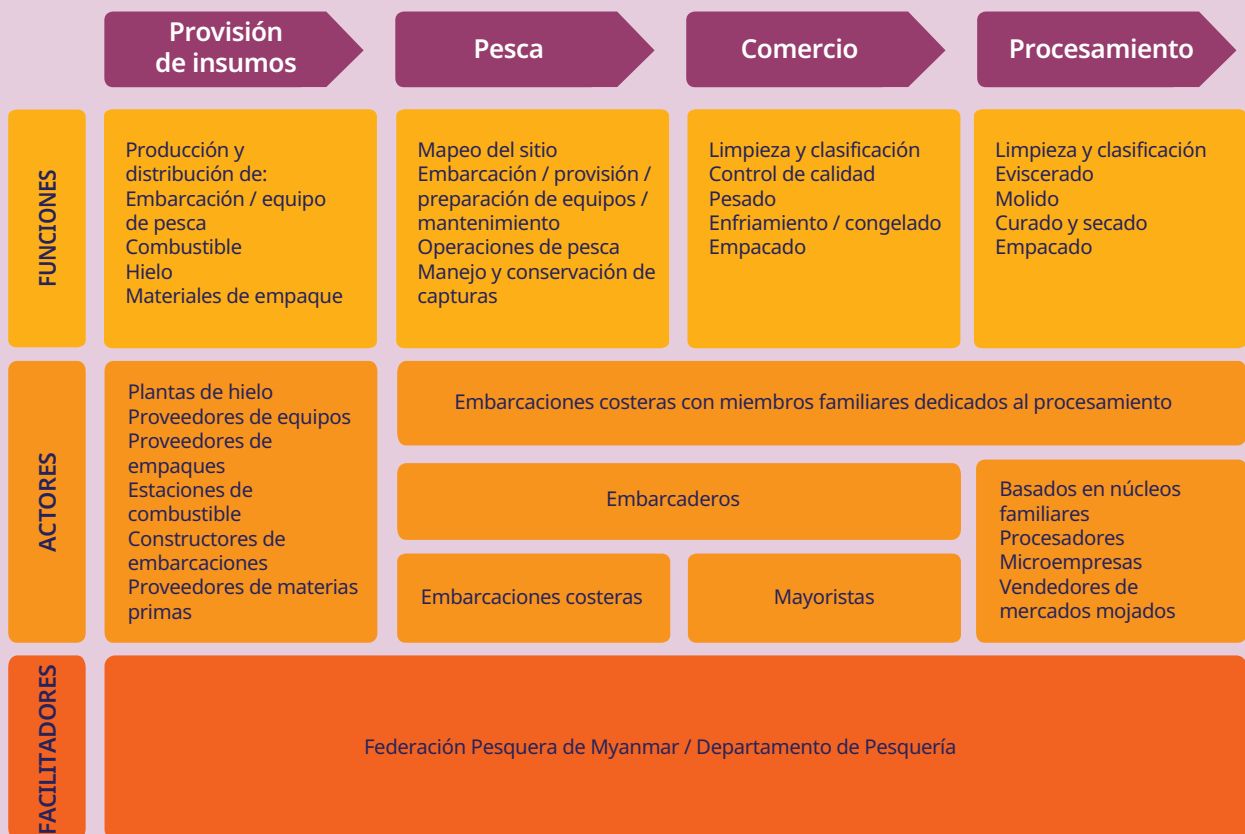 Provisión
de insumos
Pesca
Comercio
Procesamiento
FUNCIONES
Producción y
distribución de:
Embarcación / equipo
de pesca
Combustible
Hielo
Materiales de empaque
Mapeo del sitio
Embarcación / provisión /
preparación de equipos /
mantenimiento
Operaciones de pesca
Manejo y conservación de
capturas
Limpieza y clasificación
Control de calidad
Pesado
Enfriamiento / congelado
Empacado
Limpieza y clasificación
Eviscerado
Molido
Curado y secado
Empacado
ACTORES
Plantas de hielo
Proveedores de equipos
Proveedores de
empaques
Estaciones de
combustible
Constructores de
embarcaciones
Proveedores de materias
primas
Embarcaciones costeras con miembros familiares dedicados al procesamiento
Embarcaderos
Embarcaciones costeras
Mayoristas
Basados en núcleos
familiares
Procesadores
Microempresas
Vendedores de
mercados mojados
FACILITADORES
Federación Pesquera de Myanmar / Departamento de Pesquería